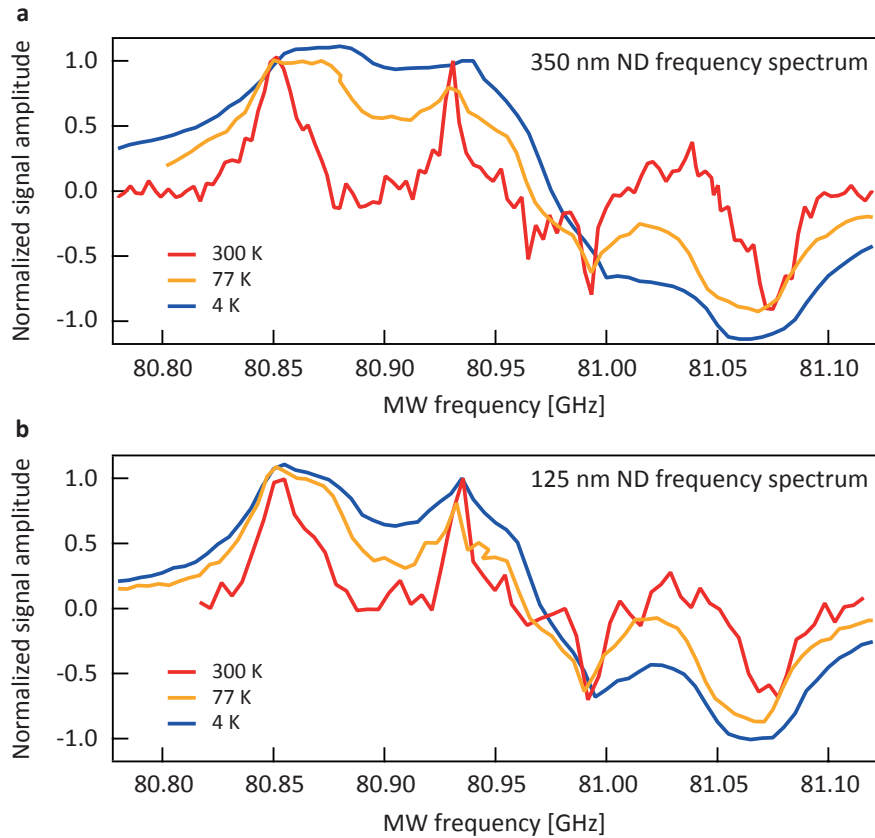 a
350 nm ND frequency spectrum
Normalized signal amplitude
1.0
0.5
0.0
-0.5
-1.0
300 K
77 K
4 K
80.80 80.85 80.90 80.95 81.00 81.05 81.10
MW frequency [GHz]
b
125 nm ND frequency spectrum
Normalized signal amplitude
1.0
0.5
0.0
-0.5
-1.0
300 K
77 K
4 K
80.80 80.85 80.90 80.95 81.00 81.05 81.10
MW frequency [GHz]